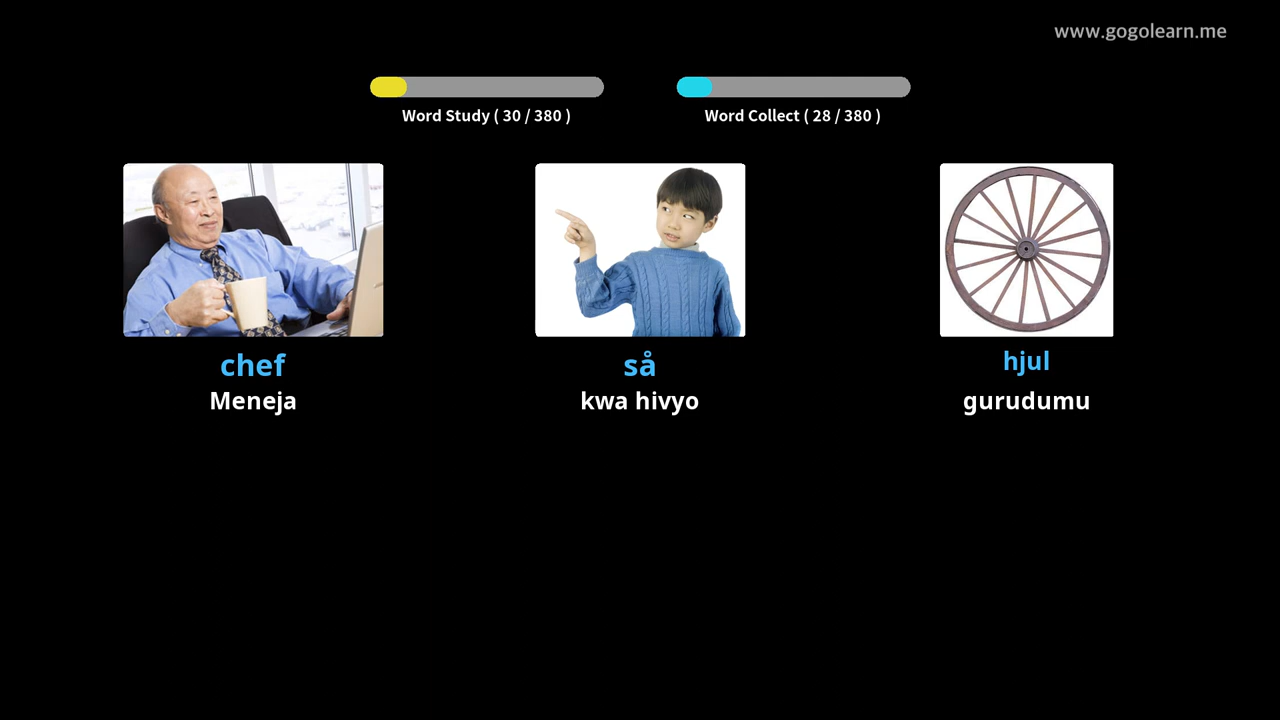 www.gogolearn.me
Word Study ( 30 / 380 )
Word Collect ( 28 / 380 )
chef
Meneja
så
kwa hivyo
hjul
gurudumu